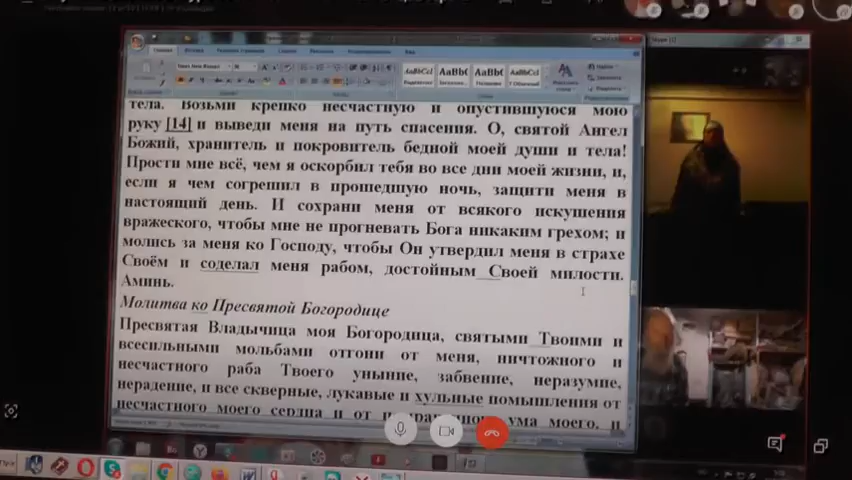 тела. Возьми крепко несчастную и опустившуюся мою
руку [14] и выведи меня на путь спасения. О, святой Ангел
Божий, хранитель и покровитель бедной моей души и тела!
Прости мне всё, чем я оскорбил тебя во все дни моей жизни, и,
если я чем согрешил в прошедшую ночь, защити меня в
настоящий день. И сохрани меня от всякого искушения
вражеского, чтобы мне не прогневать Бога никаким грехом; и
молись за меня ко Господу, чтобы Он утвердил меня в страхе
Своём и соделал меня рабом, достойным Своей милости.
Аминь.
Молитва ко Пресвятой Богородице
Пресвятая Владычица моя Богородица, святыми Твоими и
всесильными мольбами отгони от меня, ничтожного и
несчастного раба Твоего уныние, забвение, неразумие,
нерадение, и все скверные, лукавые и хульные помышления от
несчастного моего сердца и от ума моего. и